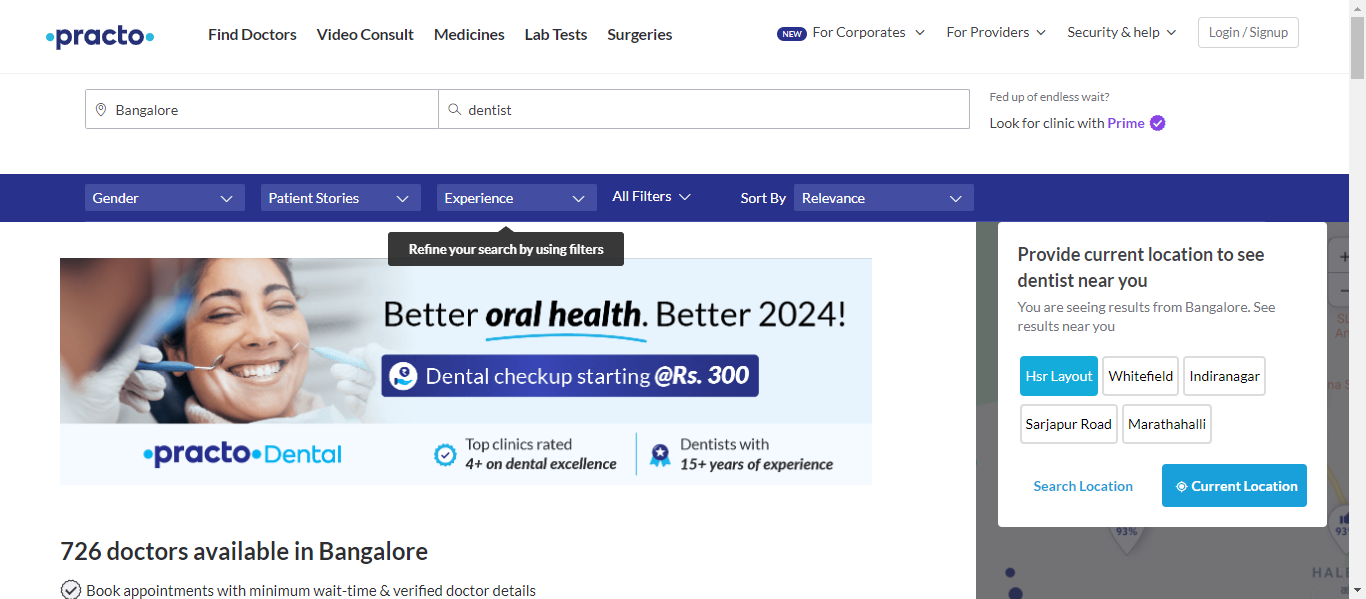 practo
Find Doctors Video Consult Medicines Lab Tests Surgeries
NEW For Corporates For Providers Security & help Login / Signup
Bangalore dentist
Fed up of endless wait?
Look for clinic with Prime
Gender Patient Stories Experience All Filters Sort By Relevance
Refine your search by using filters
Better oral health. Better 2024!
Dental checkup starting @Rs. 300
practo Dental
Top clinics rated
4+ on dental excellence
Dentists with
15+ years of experience
726 doctors available in Bangalore
Book appointments with minimum wait-time & verified doctor details
Provide current location to see
dentist near you
You are seeing results from Bangalore. See
results near you
Hsr Layout Whitefield Indiranagar
Sarjapur Road Marathahalli
Search Location Current Location
93%